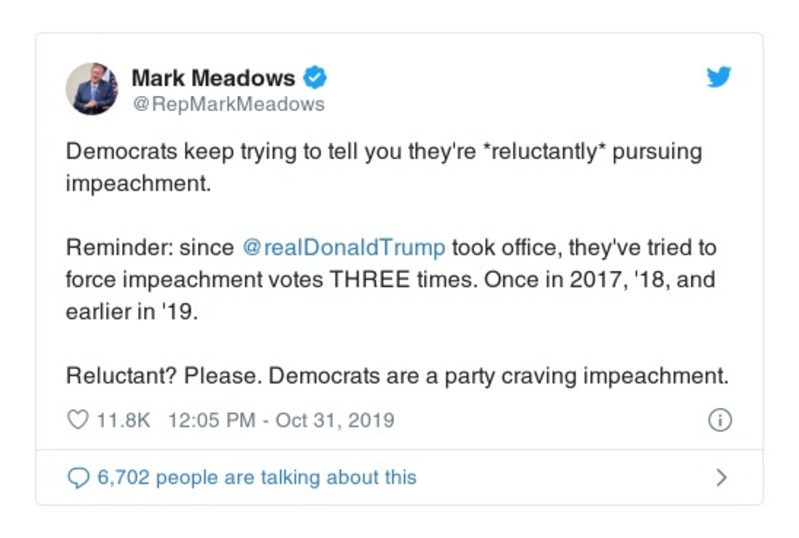 Mark Meadows
@RepMarkMeadows
Democrats keep trying to tell you they're *reluctantly* pursuing
impeachment.
Reminder: since @realDonaldTrump took office, they've tried to
force impeachment votes THREE times. Once in 2017, '18, and
earlier in '19.
Reluctant? Please. Democrats are a party craving impeachment.
11.8K 12:05 PM - Oct 31, 2019
6,702 people are talking about this